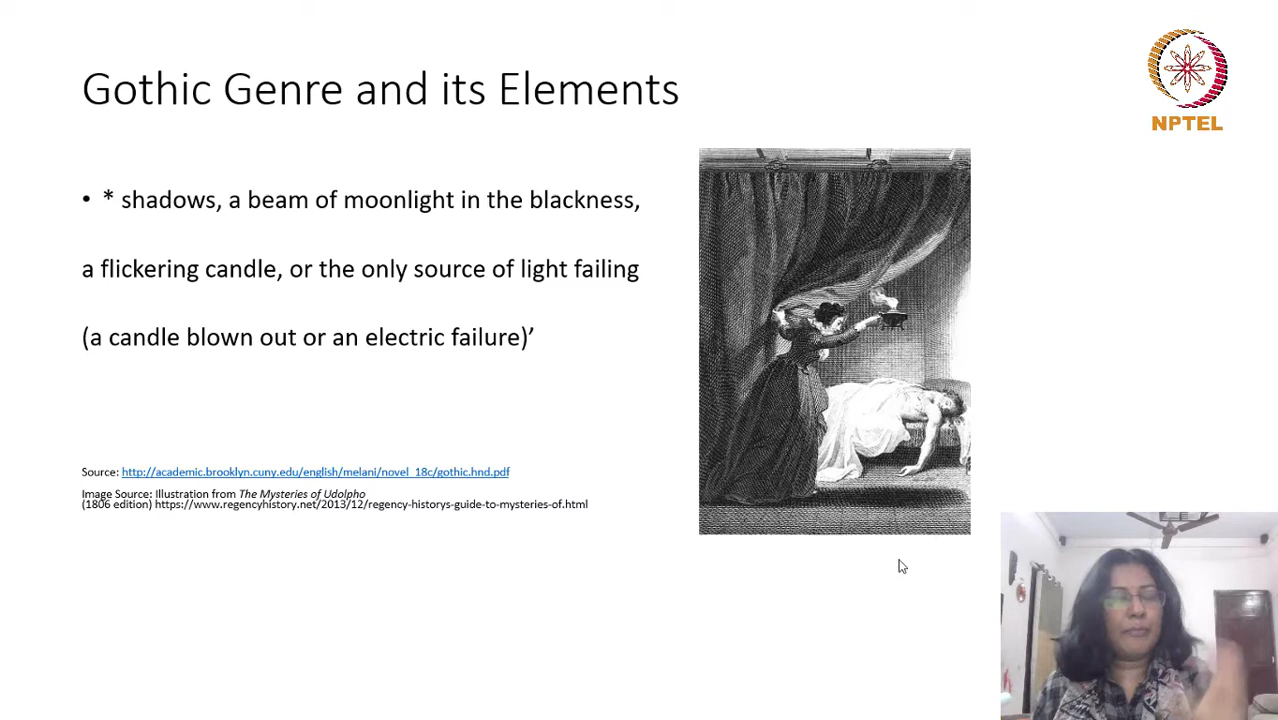 Gothic Genre and its Elements
NPTEL
• * shadows, a beam of moonlight in the blackness,
a flickering candle, or the only source of light failing
(a candle blown out or an electric failure)’
Source: http://academic.brooklyn.cuny.edu/english/melani/novel_18c/gothic.hnd.pdf
Image Source: Illustration from The Mysteries of Udolpho
(1806 edition) https://www.regencyhistory.net/2013/12/regency-historys-guide-to-mysteries-of.html